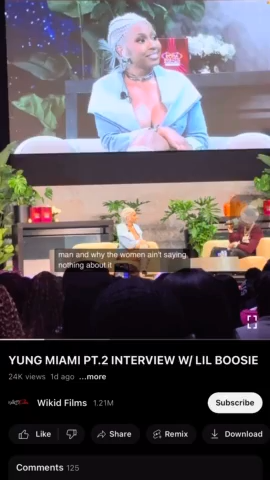 man and why the women ain't saying,
nothing about it
YUNG MIAMI PT.2 INTERVIEW W/ LIL BOOSIE
24K views 1d ago ...more
Wikid Films 1.21M
Subscribe
Like
Share
Remix
Download
Comments 125